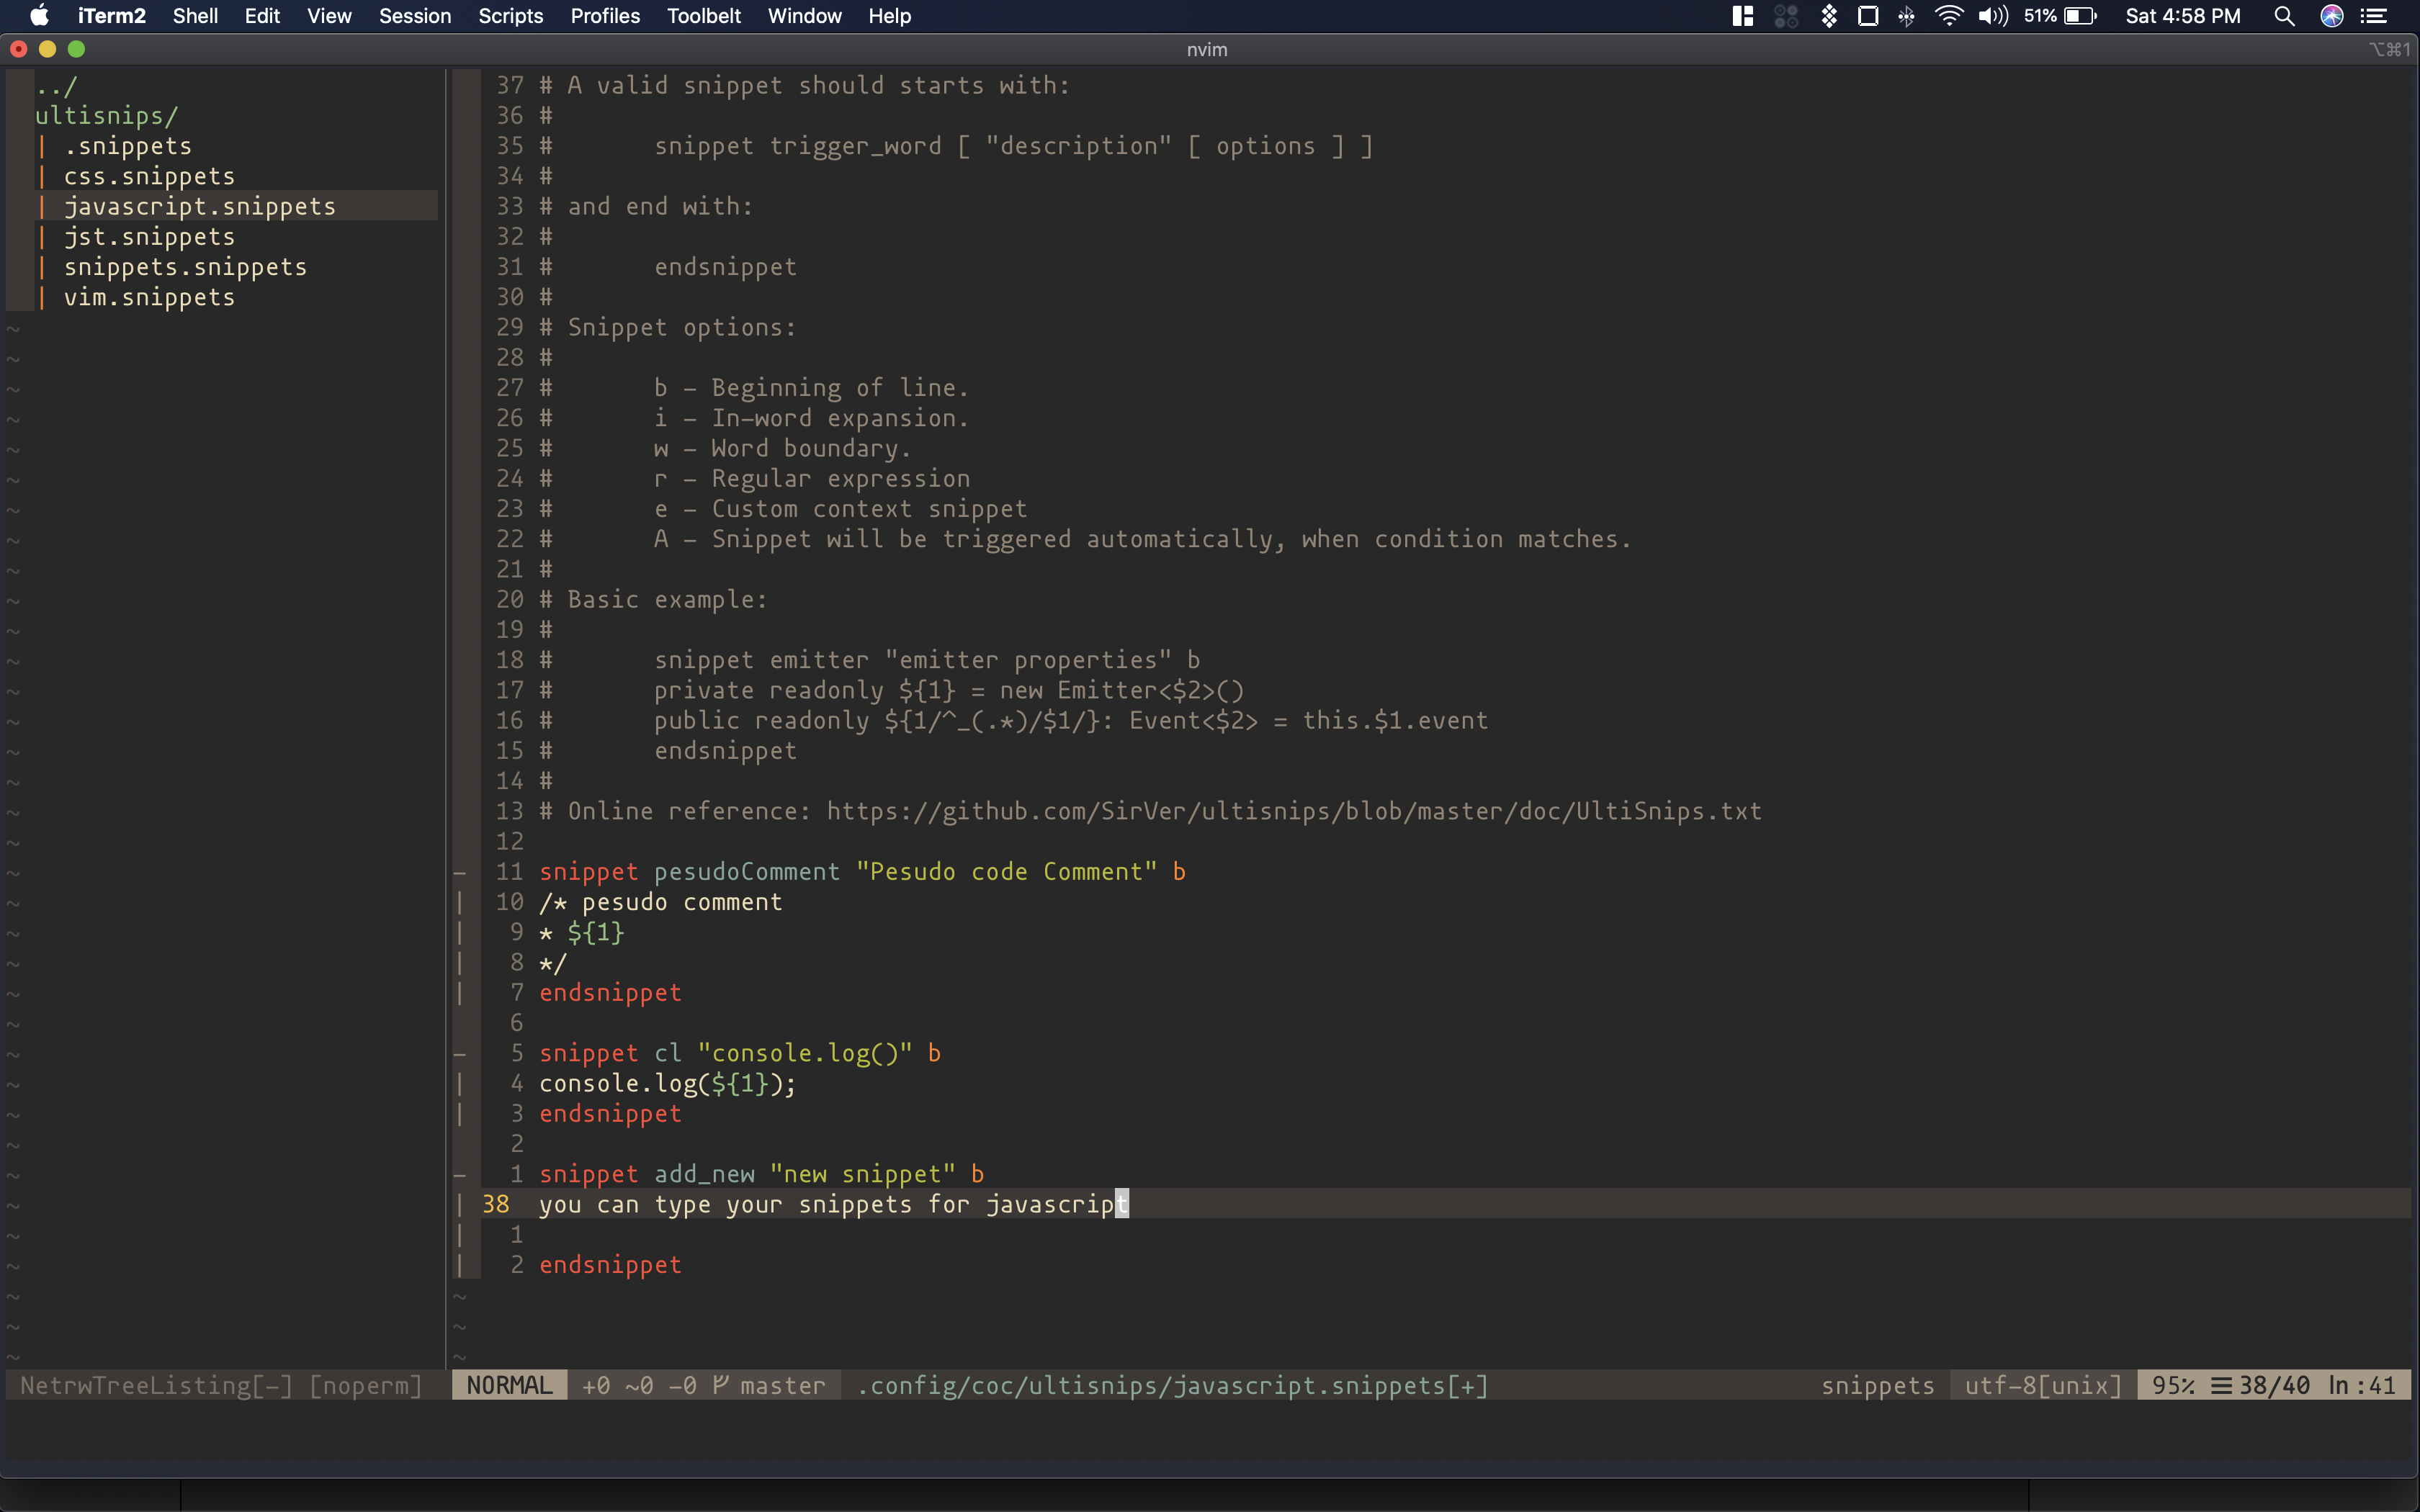 iTerm2 Shell Edit View Session Scripts Profiles Toolbelt Window Help 51% Sat 4:58 PM
nvim ⌥⌘1
../
ultisnips/
| .snippets
| css.snippets
| javascript.snippets
| jst.snippets
| snippets.snippets
| vim.snippets
37 # A valid snippet should starts with:
36 #
35 # snippet trigger_word [ "description" [ options ] ]
34 #
33 # and end with:
32 #
31 # endsnippet
30 #
29 # Snippet options:
28 #
27 # b - Beginning of line.
26 # i - In-word expansion.
25 # w - Word boundary.
24 # r - Regular expression
23 # e - Custom context snippet
22 # A - Snippet will be triggered automatically, when condition matches.
21 #
20 # Basic example:
19 #
18 # snippet emitter "emitter properties" b
17 # private readonly ${1} = new Emitter<$2>()
16 # public readonly ${1/^_(.*)/$1/}: Event<$2> = this.$1.event
15 # endsnippet
14 #
13 # Online reference: https://github.com/SirVer/ultisnips/blob/master/doc/UltiSnips.txt
12
- 11 snippet pesudoComment "Pesudo code Comment" b
| 10 /* pesudo comment
| 9 * ${1}
| 8 */
| 7 endsnippet
6
- 5 snippet cl "console.log()" b
| 4 console.log(${1});
| 3 endsnippet
2
- 1 snippet add_new "new snippet" b
| 38 you can type your snippets for javascript
| 1
| 2 endsnippet
NetrwTreeListing[-] [noperm] NORMAL +0 ~0 -0 master .config/coc/ultisnips/javascript.snippets[+] snippets utf-8[unix] 95% ☰ 38/40 ln :41